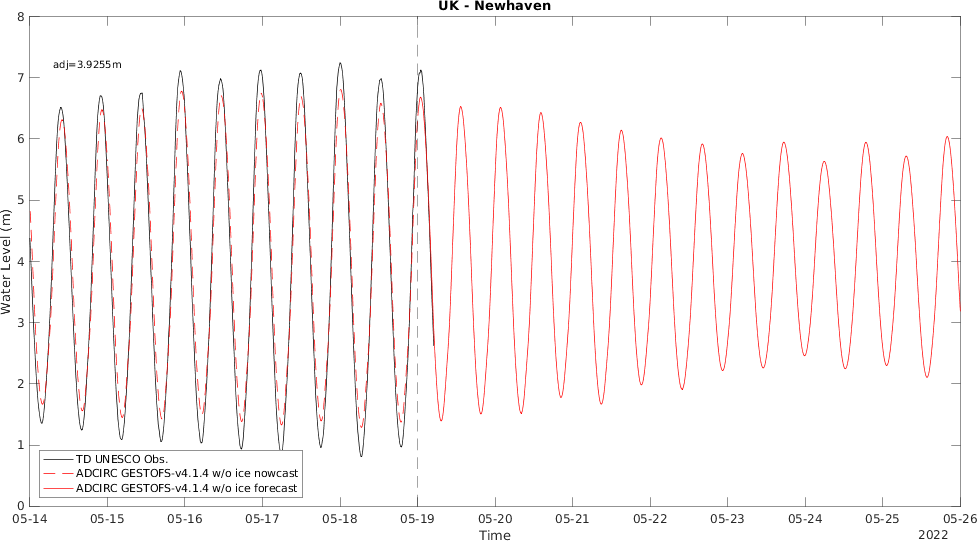 UK - Newhaven
adj=3.9255m
8
7
6
5
4
3
2
1
0
Water Level (m)
TD UNESCO Obs.
ADCIRC GESTOFS-v4.1.4 w/o ice nowcast
ADCIRC GESTOFS-v4.1.4 w/o ice forecast
05-14 05-15 05-16 05-17 05-18 05-19 05-20 05-21 05-22 05-23 05-24 05-25 05-26
Time
2022